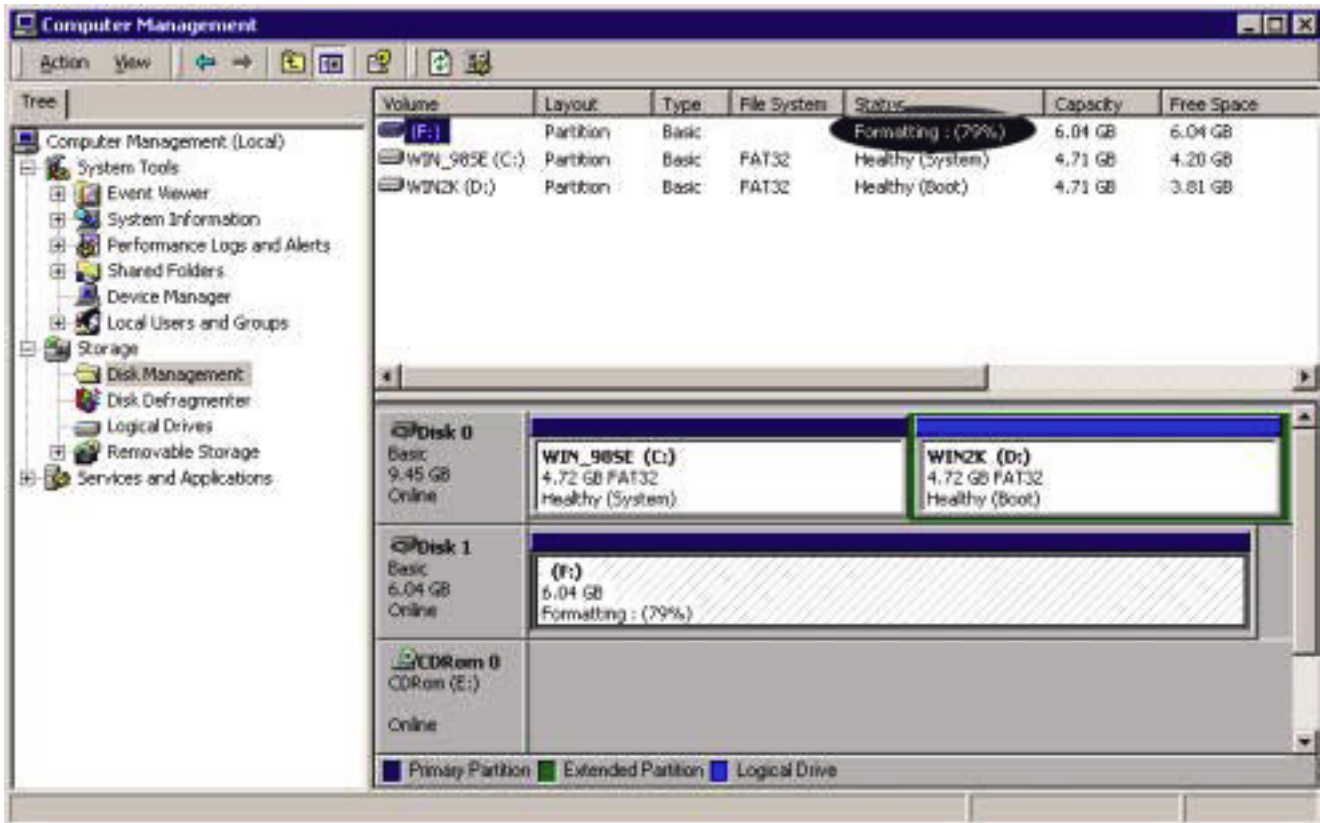 Computer Management
Action View
Tree
Computer Management (Local)
System Tools
Event Viewer
System Information
Performance Logs and Alerts
Shared Folders
Device Manager
Local Users and Groups
Storage
Disk Management
Disk Defragmenter
Logical Drives
Removable Storage
Services and Applications
Volume Layout Type File System Status Capacity Free Space
(F:) Partition Basic Formatting : (79%) 6.04 GB 6.04 GB
WIN_98SE (C:) Partition Basic FAT32 Healthy (System) 4.71 GB 4.20 GB
WIN2K (D:) Partition Basic FAT32 Healthy (Boot) 4.71 GB 3.81 GB
Disk 0
Basic
9.45 GB
Online
WIN_98SE (C:)
4.72 GB FAT32
Healthy (System)
WIN2K (D:)
4.72 GB FAT32
Healthy (Boot)
Disk 1
Basic
6.04 GB
Online
(F:)
6.04 GB
Formatting : (79%)
CDRom 0
CDRom (E:)
Online
Primary Partition Extended Partition Logical Drive